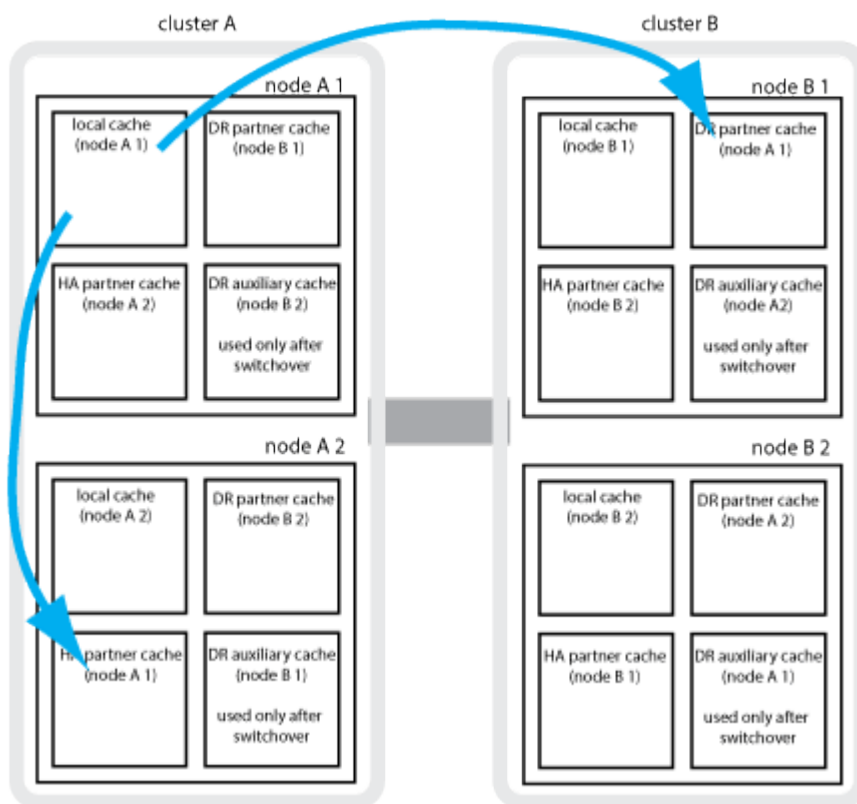 cluster A
cluster B
node A 1
local cache
(node A 1)
DR partner cache
(node B 1)
HA partner cache
(node A 2)
DR auxiliary cache
(node B 2)
used only after
switchover
node A 2
local cache
(node A 2)
DR partner cache
(node B 2)
HA partner cache
(node A 1)
DR auxiliary cache
(node B 1)
used only after
switchover
node B 1
local cache
(node B 1)
DR partner cache
(node A 1)
HA partner cache
(node B 2)
DR auxiliary cache
(node A2)
used only after
switchover
node B 2
local cache
(node B 2)
DR partner cache
(node A 2)
HA partner cache
(node B 1)
DR auxiliary cache
(node A 1)
used only after
switchover